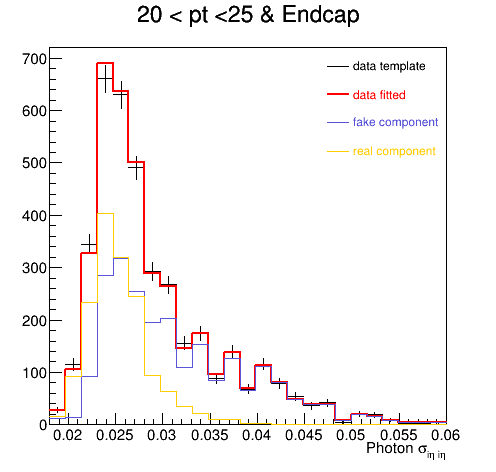 20 < pt <25 & Endcap
700
600
500
400
300
200
100
0
data template
data fitted
fake component
real component
0.02 0.025 0.03 0.035 0.04 0.045 0.05 0.055 0.06
Photon σiη iη